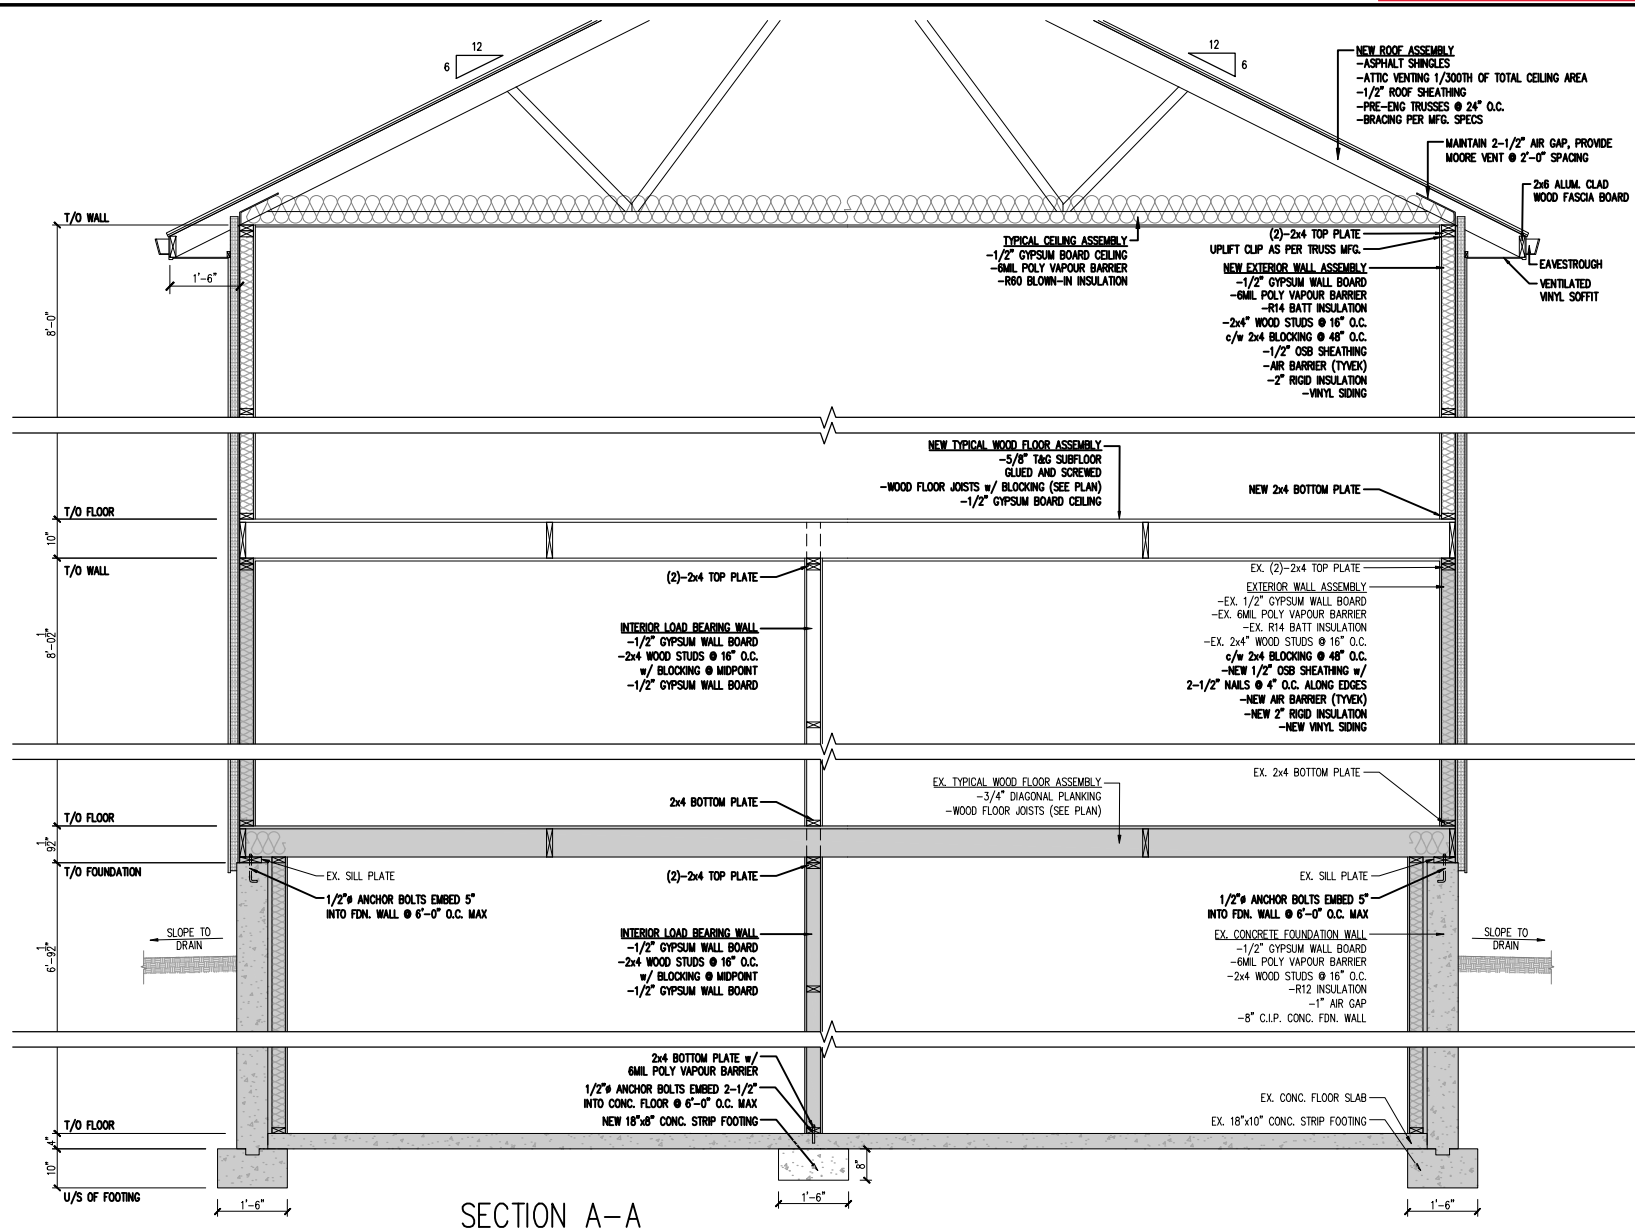 12
6
12
6
NEW ROOF ASSEMBLY
-ASPHALT SHINGLES
-ATTIC VENTING 1/300TH OF TOTAL CEILING AREA
-1/2" ROOF SHEATHING
-PRE-ENG TRUSSES @ 24" O.C.
-BRACING PER MFG. SPECS
MAINTAIN 2-1/2" AIR GAP, PROVIDE
MOORE VENT @ 2'-0" SPACING
2x6 ALUM. CLAD
WOOD FASCIA BOARD
EAVESTROUGH
VENTILATED
VINYL SOFFIT
T/O WALL
1'-6"
8'-0"
TYPICAL CEILING ASSEMBLY
-1/2" GYPSUM BOARD CEILING
-6MIL POLY VAPOUR BARRIER
-R60 BLOWN-IN INSULATION
(2)-2x4 TOP PLATE
UPLIFT CLIP AS PER TRUSS MFG.
NEW EXTERIOR WALL ASSEMBLY
-1/2" GYPSUM WALL BOARD
-6MIL POLY VAPOUR BARRIER
-R14 BATT INSULATION
-2x4" WOOD STUDS @ 16" O.C.
c/w 2x4 BLOCKING @ 48" O.C.
-1/2" OSB SHEATHING
-AIR BARRIER (TYVEK)
-2" RIGID INSULATION
-VINYL SIDING
NEW TYPICAL WOOD FLOOR ASSEMBLY
-5/8" T&G SUBFLOOR
GLUED AND SCREWED
-WOOD FLOOR JOISTS w/ BLOCKING (SEE PLAN)
-1/2" GYPSUM BOARD CEILING
NEW 2x4 BOTTOM PLATE
T/O FLOOR
10"
T/O WALL
(2)-2x4 TOP PLATE
INTERIOR LOAD BEARING WALL
-1/2" GYPSUM WALL BOARD
-2x4 WOOD STUDS @ 16" O.C.
w/ BLOCKING @ MIDPOINT
-1/2" GYPSUM WALL BOARD
EX. (2)-2x4 TOP PLATE
EXTERIOR WALL ASSEMBLY
-EX. 1/2" GYPSUM WALL BOARD
-EX. 6MIL POLY VAPOUR BARRIER
-EX. R14 BATT INSULATION
-EX. 2x4" WOOD STUDS @ 16" O.C.
c/w 2x4 BLOCKING @ 48" O.C.
-NEW 1/2" OSB SHEATHING w/
2-1/2" NAILS @ 4" O.C. ALONG EDGES
-NEW AIR BARRIER (TYVEK)
-NEW 2" RIGID INSULATION
-NEW VINYL SIDING
8'-0 1/2"
2x4 BOTTOM PLATE
EX. TYPICAL WOOD FLOOR ASSEMBLY
-3/4" DIAGONAL PLANKING
-WOOD FLOOR JOISTS (SEE PLAN)
EX. 2x4 BOTTOM PLATE
T/O FLOOR
9 1/2"
T/O FOUNDATION
EX. SILL PLATE
1/2"ø ANCHOR BOLTS EMBED 5"
INTO FDN. WALL @ 6'-0" O.C. MAX
(2)-2x4 TOP PLATE
EX. SILL PLATE
1/2"ø ANCHOR BOLTS EMBED 5"
INTO FDN. WALL @ 6'-0" O.C. MAX
SLOPE TO
DRAIN
6'-9 1/2"
INTERIOR LOAD BEARING WALL
-1/2" GYPSUM WALL BOARD
-2x4 WOOD STUDS @ 16" O.C.
w/ BLOCKING @ MIDPOINT
-1/2" GYPSUM WALL BOARD
EX. CONCRETE FOUNDATION WALL
-1/2" GYPSUM WALL BOARD
-6MIL POLY VAPOUR BARRIER
-2x4 WOOD STUDS @ 16" O.C.
-R12 INSULATION
-1" AIR GAP
-8" C.I.P. CONC. FDN. WALL
SLOPE TO
DRAIN
2x4 BOTTOM PLATE w/
6MIL POLY VAPOUR BARRIER
1/2"ø ANCHOR BOLTS EMBED 2-1/2"
INTO CONC. FLOOR @ 6'-0" O.C. MAX
NEW 18"x8" CONC. STRIP FOOTING
EX. CONC. FLOOR SLAB
EX. 18"x10" CONC. STRIP FOOTING
T/O FLOOR
4"
10"
8"
U/S OF FOOTING
1'-6"
1'-6"
1'-6"
SECTION A-A